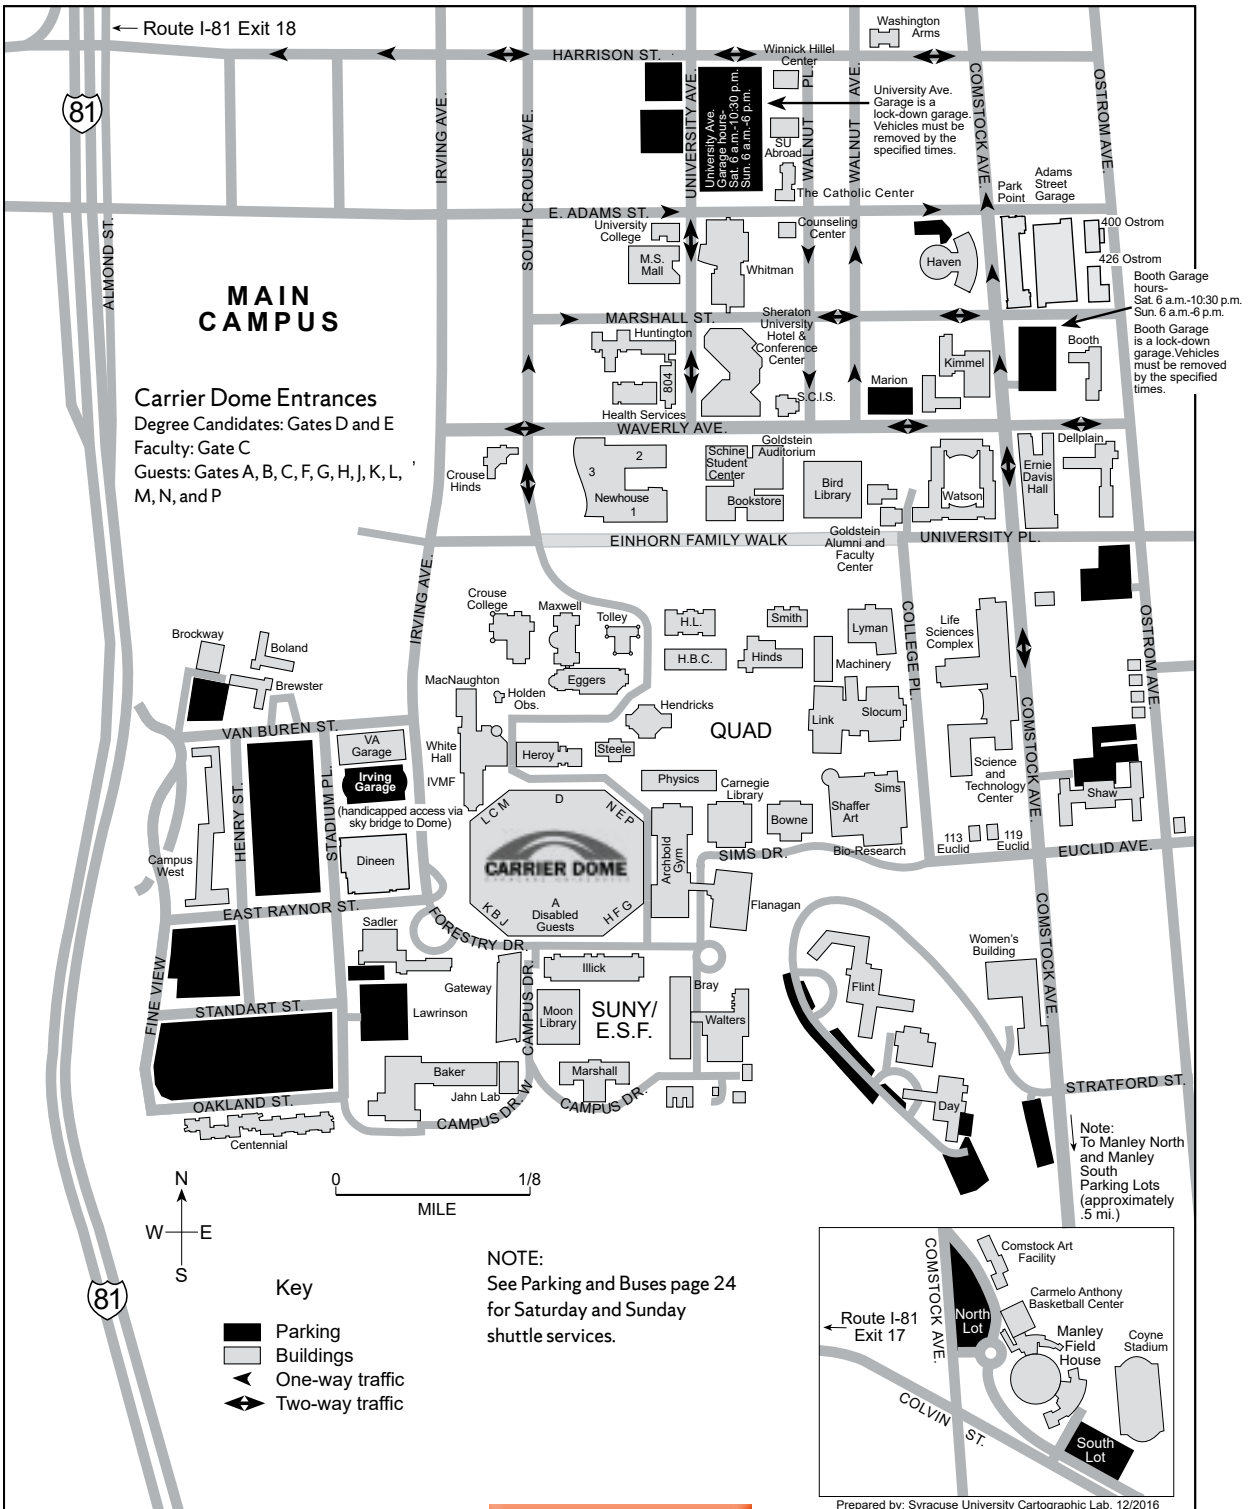 ← Route I-81 Exit 18
Washington
Arms
HARRISON ST.
Winnick Hillel
Center
81
ALMOND ST.
IRVING AVE.
SOUTH CROUSE AVE.
UNIVERSITY AVE.
University Ave.
Garage hours-
Sat. 6 a.m.-10:30 p.m.
Sun. 6 a.m.-6 p.m.
WALNUT PL.
WALNUT AVE.
COMSTOCK AVE.
OSTROM AVE.
University Ave.
Garage is a
lock-down garage.
Vehicles must be
removed by the
specified times.
SU
Abroad
The Catholic Center
Park
Point
Adams
Street
Garage
E. ADAMS ST.
University
College
M.S.
Mall
Whitman
Counseling
Center
Haven
400 Ostrom
426 Ostrom
Booth Garage
hours-
Sat. 6 a.m.-10:30 p.m.
Sun. 6 a.m.-6 p.m.
Booth Garage
is a lock-down
garage.Vehicles
must be removed
by the specified
times.
MAIN
CAMPUS
MARSHALL ST.
Huntington
804
Health Services
Sheraton
University
Hotel &
Conference
Center
S.C.I.S.
Marion
Kimmel
Booth
Carrier Dome Entrances
Degree Candidates: Gates D and E
Faculty: Gate C
Guests: Gates A, B, C, F, G, H, J, K, L, ,
M, N, and P
WAVERLY AVE.
Crouse
Hinds
3
2
Newhouse
1
Schine
Student
Center
Goldstein
Auditorium
Bookstore
Bird
Library
Watson
Ernie
Davis
Hall
Dellplain
EINHORN FAMILY WALK
Goldstein
Alumni and
Faculty
Center
UNIVERSITY PL.
IRVING AVE.
Crouse
College
Maxwell
Tolley
H.L.
Smith
Lyman
COLLEGE PL.
Life
Sciences
Complex
OSTROM AVE.
Brockway
Boland
Brewster
Eggers
H.B.C.
Hinds
Machinery
MacNaughton
Holden
Obs.
Hendricks
QUAD
Link
Slocum
COMSTOCK AVE.
VAN BUREN ST.
VA
Garage
White
Hall
IVMF
Heroy
Steele
Science
and
Technology
Center
Irving
Garage
(handicapped access via
sky bridge to Dome)
Physics
Carnegie
Library
Bowne
Shaffer
Art
Sims
Bio-Research
Shaw
HENRY ST.
STADIUM PL.
Dineen
Campus
West
L C M
D
N E P
CARRIER DOME
K B J
A
Disabled
Guests
H F G
Archbold
Gym
SIMS DR.
Flanagan
113
Euclid
119
Euclid
EUCLID AVE.
EAST RAYNOR ST.
Sadler
FORESTRY DR.
FINE VIEW
STANDART ST.
Lawrinson
Gateway
CAMPUS DR.
Illick
Moon
Library
SUNY/
E.S.F.
Bray
Walters
Flint
Women's
Building
COMSTOCK AVE.
Baker
Jahn Lab
Marshall
CAMPUS DR. W.
CAMPUS DR.
Day
STRATFORD ST.
OAKLAND ST.
Centennial
Note:
To Manley North
and Manley
South
Parking Lots
(approximately
.5 mi.)
N
W
E
S
0
1/8
MILE
81
Key
Parking
Buildings
One-way traffic
Two-way traffic
NOTE:
See Parking and Buses page 24
for Saturday and Sunday
shuttle services.
COMSTOCK AVE.
Comstock Art
Facility
North
Lot
Carmelo Anthony
Basketball Center
Route I-81
← Exit 17
Manley
Field
House
Coyne
Stadium
COLVIN ST.
South
Lot
Prepared by: Syracuse University Cartographic Lab. 12/2016